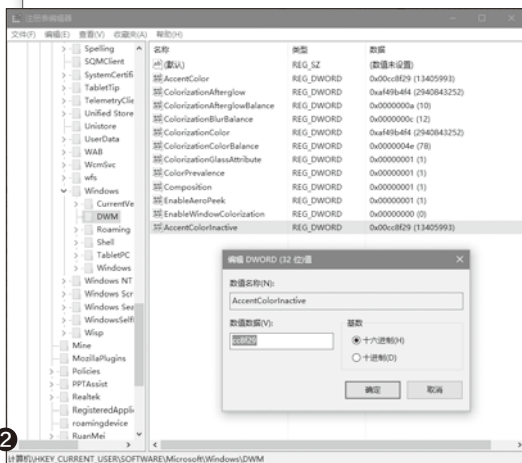 注册表编辑器
文件(F) 编辑(E) 查看(V) 收藏夹(A) 帮助(H)
Spelling
SQMClient
SystemCertifi
TabletTip
TelemetryClie
Unified Store
Unistore
UserData
WAB
WcmSvc
wfs
Windows
CurrentVe
DWM
Roaming
Shell
TabletPC
Windows
Windows NT
Windows Scr
Windows Sea
WindowsSelfl
Wisp
Mine
MozillaPlugins
Policies
PPTAssist
Realtek
RegisteredApplic
roamingdevice
RuanMei
名称 类型 数据
(默认) REG_SZ (数值未设置)
AccentColor REG_DWORD 0x00cc8f29 (13405993)
ColorizationAfterglow REG_DWORD 0xaf49b4f4 (2940843252)
ColorizationAfterglowBalance REG_DWORD 0x0000000a (10)
ColorizationBlurBalance REG_DWORD 0x0000000c (12)
ColorizationColor REG_DWORD 0xaf49b4f4 (2940843252)
ColorizationColorBalance REG_DWORD 0x0000004e (78)
ColorizationGlassAttribute REG_DWORD 0x00000001 (1)
ColorPrevalence REG_DWORD 0x00000001 (1)
Composition REG_DWORD 0x00000001 (1)
EnableAeroPeek REG_DWORD 0x00000001 (1)
EnableWindowColorization REG_DWORD 0x00000000 (0)
AccentColorInactive REG_DWORD 0x00cc8f29 (13405993)
编辑 DWORD (32 位)值
数值名称(N):
AccentColorInactive
数值数据(V):
cc8f29
基数
十六进制(H)
十进制(D)
确定 取消
2
计算机\HKEY_CURRENT_USER\SOFTWARE\Microsoft\Windows\DWM